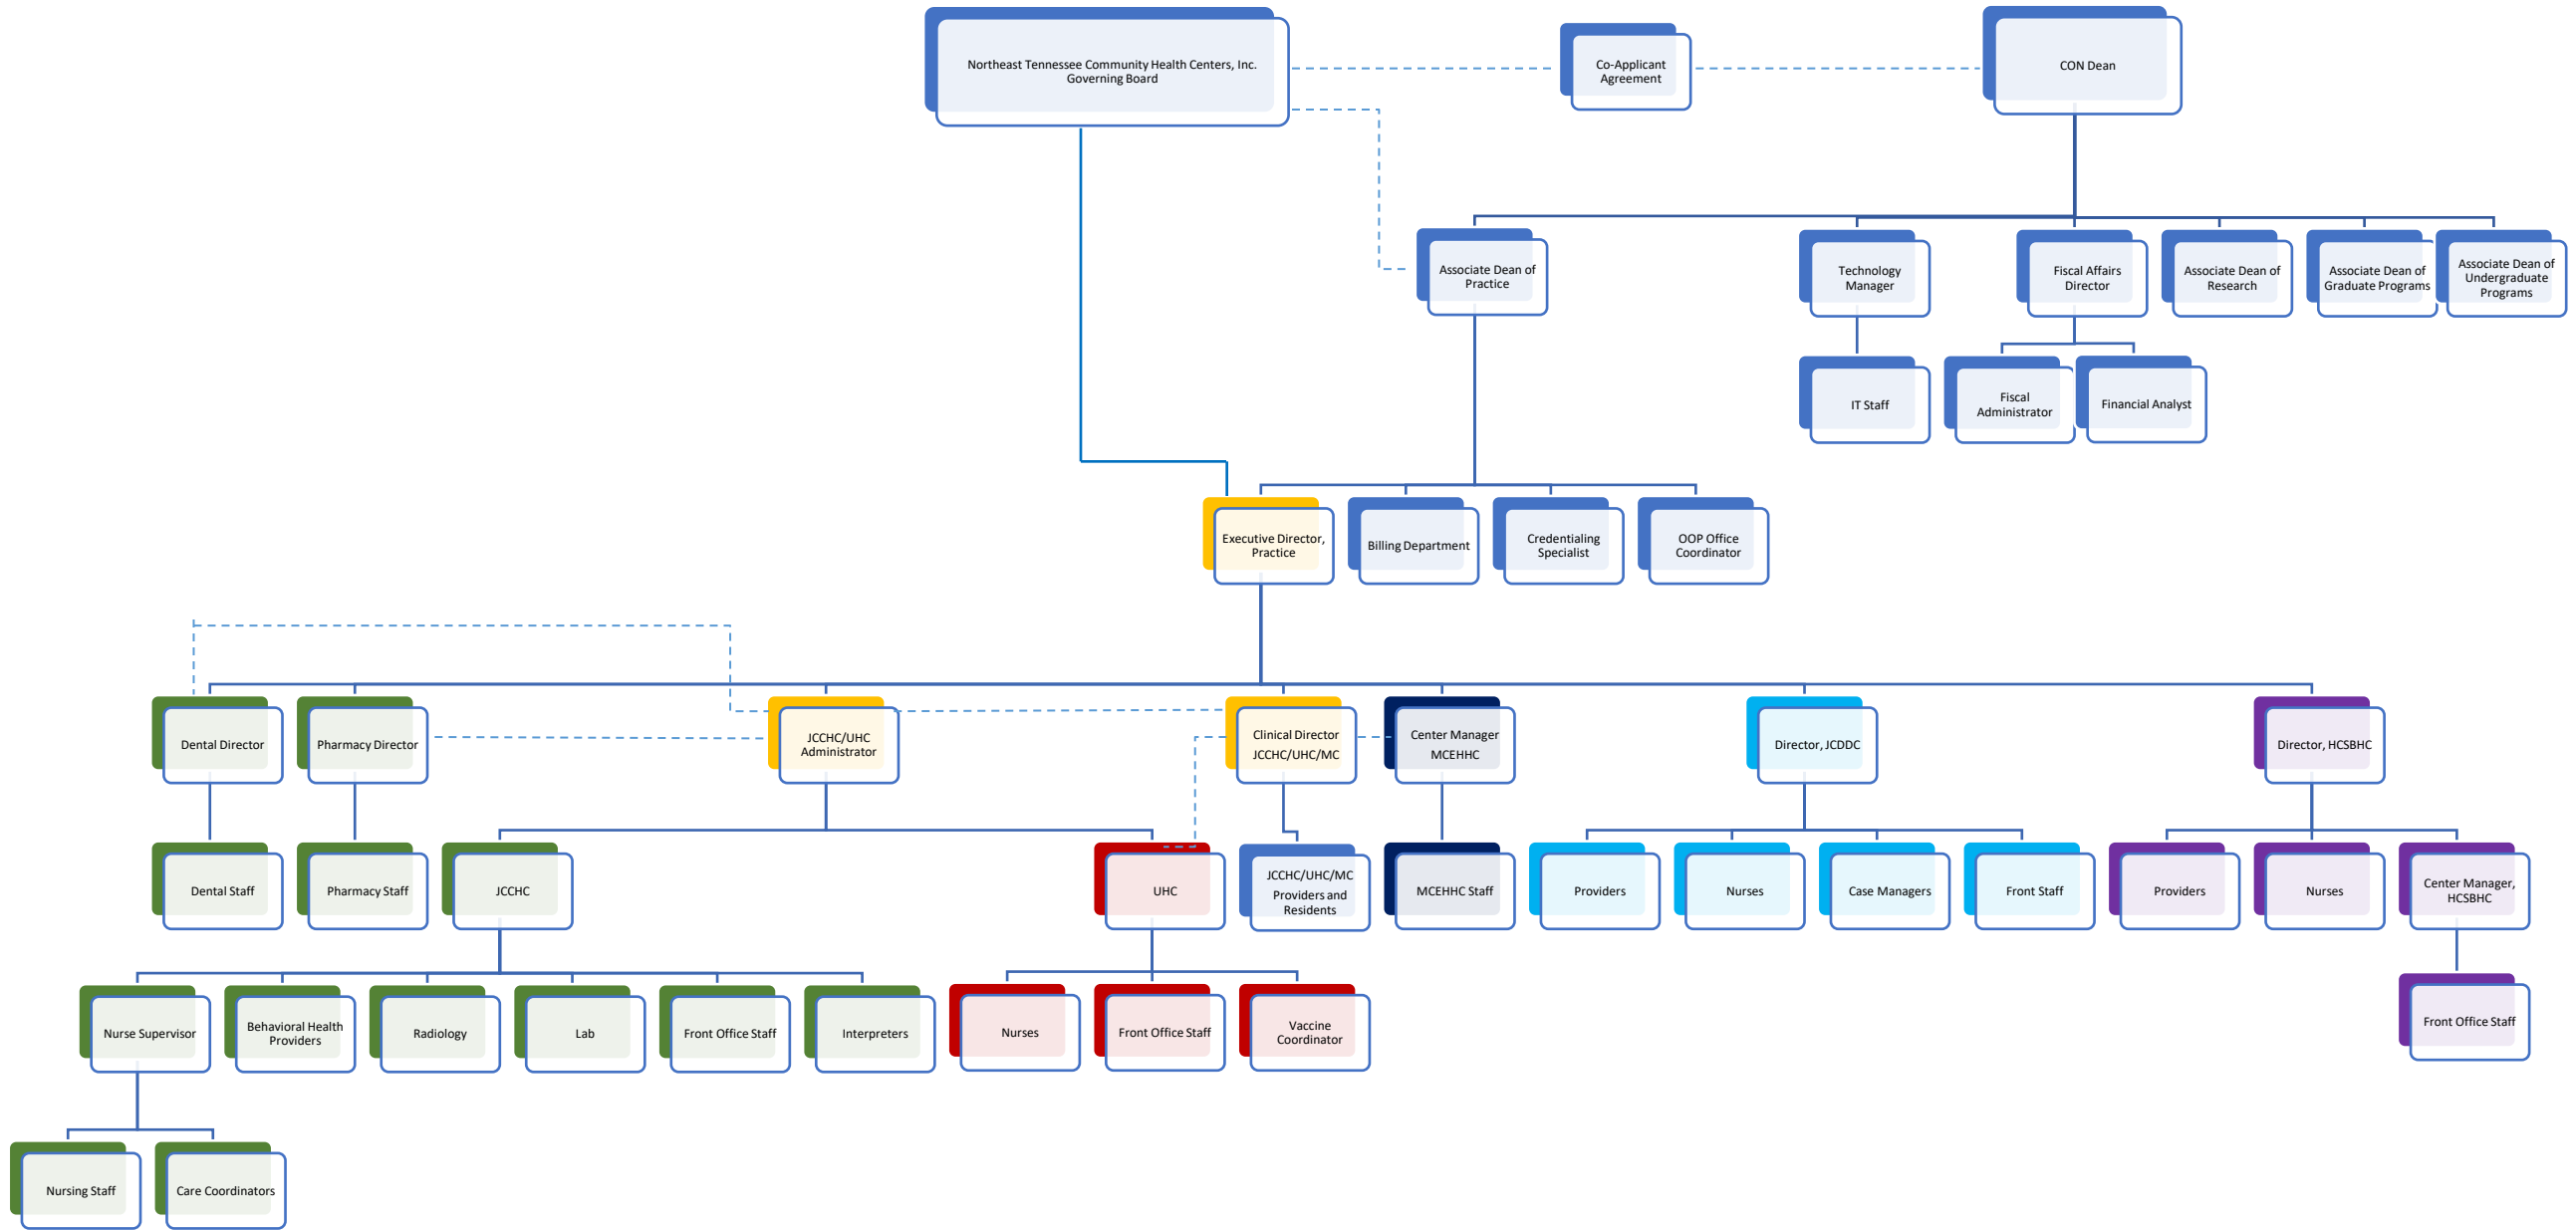 Northeast Tennessee Community Health Centers, Inc.
Governing Board
Co-Applicant
Agreement
CON Dean
Associate Dean of
Practice
Technology
Manager
Fiscal Affairs
Director
Associate Dean of
Research
Associate Dean of
Graduate Programs
Associate Dean of
Undergraduate
Programs
IT Staff
Fiscal
Administrator
Financial Analyst
Executive Director,
Practice
Billing Department
Credentialing
Specialist
OOP Office
Coordinator
Dental Director
Pharmacy Director
JCCHC/UHC
Administrator
Clinical Director
JCCHC/UHC/MC
Center Manager
MCEHHC
Director, JCDDC
Director, HCSBHC
Dental Staff
Pharmacy Staff
JCCHC
UHC
JCCHC/UHC/MC
Providers and
Residents
MCEHHC Staff
Providers
Nurses
Case Managers
Front Staff
Providers
Nurses
Center Manager,
HCSBHC
Nurse Supervisor
Behavioral Health
Providers
Radiology
Lab
Front Office Staff
Interpreters
Nurses
Front Office Staff
Vaccine
Coordinator
Front Office Staff
Nursing Staff
Care Coordinators